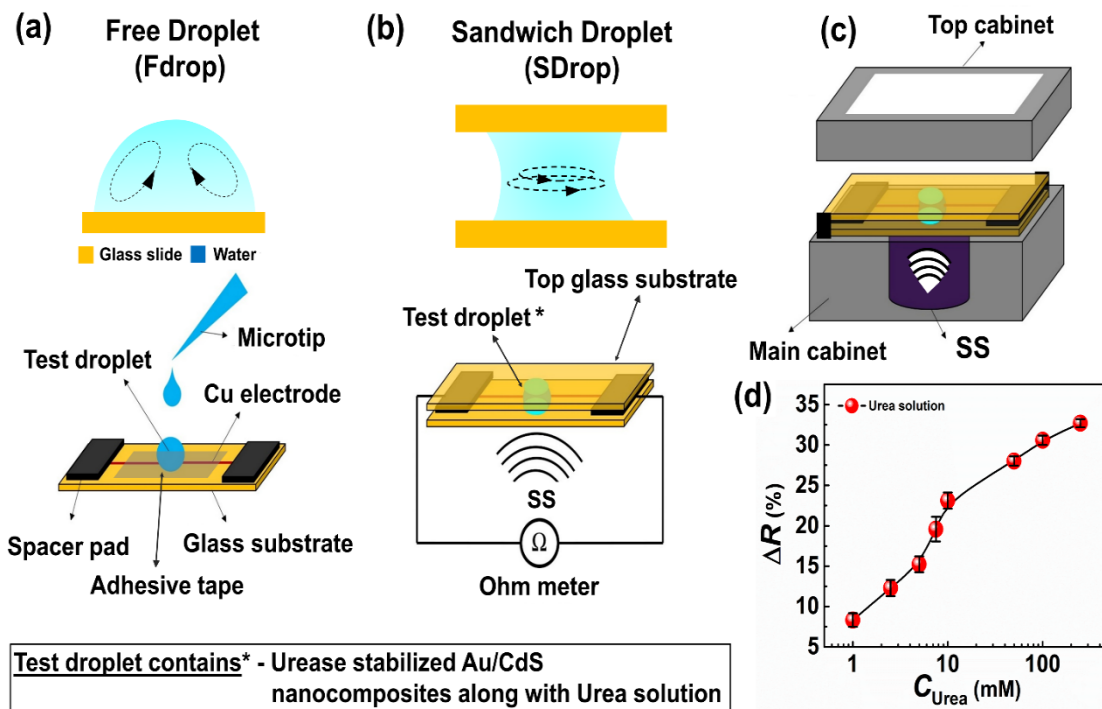 (a)
Free Droplet
(Fdrop)
Glass slide Water
Microtip
Test droplet
Cu electrode
Spacer pad
Glass substrate
Adhesive tape
(b)
Sandwich Droplet
(SDrop)
Top glass substrate
Test droplet *
SS
Ω
Ohm meter
(c)
Top cabinet
Main cabinet
SS
(d)
Urea solution
35
30
25
20
15
10
5
ΔR (%)
1 10 100
CUrea (mM)
Test droplet contains* - Urease stabilized Au/CdS
nanocomposites along with Urea solution